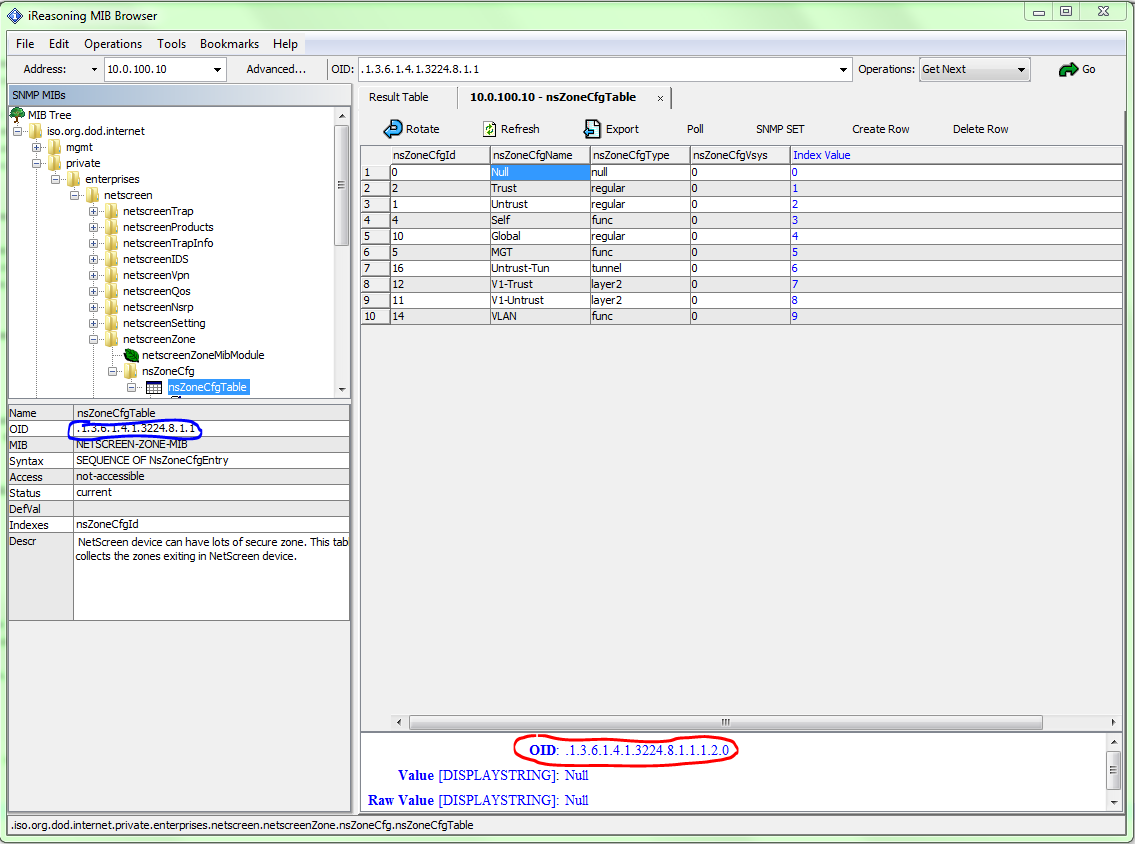 iReasoning MIB Browser
File Edit Operations Tools Bookmarks Help
Address: 10.0.100.10 Advanced... OID: .1.3.6.1.4.1.3224.8.1.1 Operations: Get Next Go
SNMP MIBs
MIB Tree
iso.org.dod.internet
mgmt
private
enterprises
netscreen
netscreenTrap
netscreenProducts
netscreenTrapInfo
netscreenIDS
netscreenVpn
netscreenQos
netscreenNsrp
netscreenSetting
netscreenZone
netscreenZoneMibModule
nsZoneCfg
nsZoneCfgTable
Name nsZoneCfgTable
OID .1.3.6.1.4.1.3224.8.1.1
MIB NETSCREEN-ZONE-MIB
Syntax SEQUENCE OF NsZoneCfgEntry
Access not-accessible
Status current
DefVal
Indexes nsZoneCfgId
Descr NetScreen device can have lots of secure zone. This tabl
collects the zones exiting in NetScreen device.
Result Table 10.0.100.10 - nsZoneCfgTable
Rotate Refresh Export Poll SNMP SET Create Row Delete Row
nsZoneCfgId nsZoneCfgName nsZoneCfgType nsZoneCfgVsys Index Value
1 0 Null null 0 0
2 2 Trust regular 0 1
3 1 Untrust regular 0 2
4 4 Self func 0 3
5 10 Global regular 0 4
6 5 MGT func 0 5
7 16 Untrust-Tun tunnel 0 6
8 12 V1-Trust layer2 0 7
9 11 V1-Untrust layer2 0 8
10 14 VLAN func 0 9
OID: .1.3.6.1.4.1.3224.8.1.1.1.2.0
Value [DISPLAYSTRING]: Null
Raw Value [DISPLAYSTRING]: Null
.iso.org.dod.internet.private.enterprises.netscreen.netscreenZone.nsZoneCfg.nsZoneCfgTable